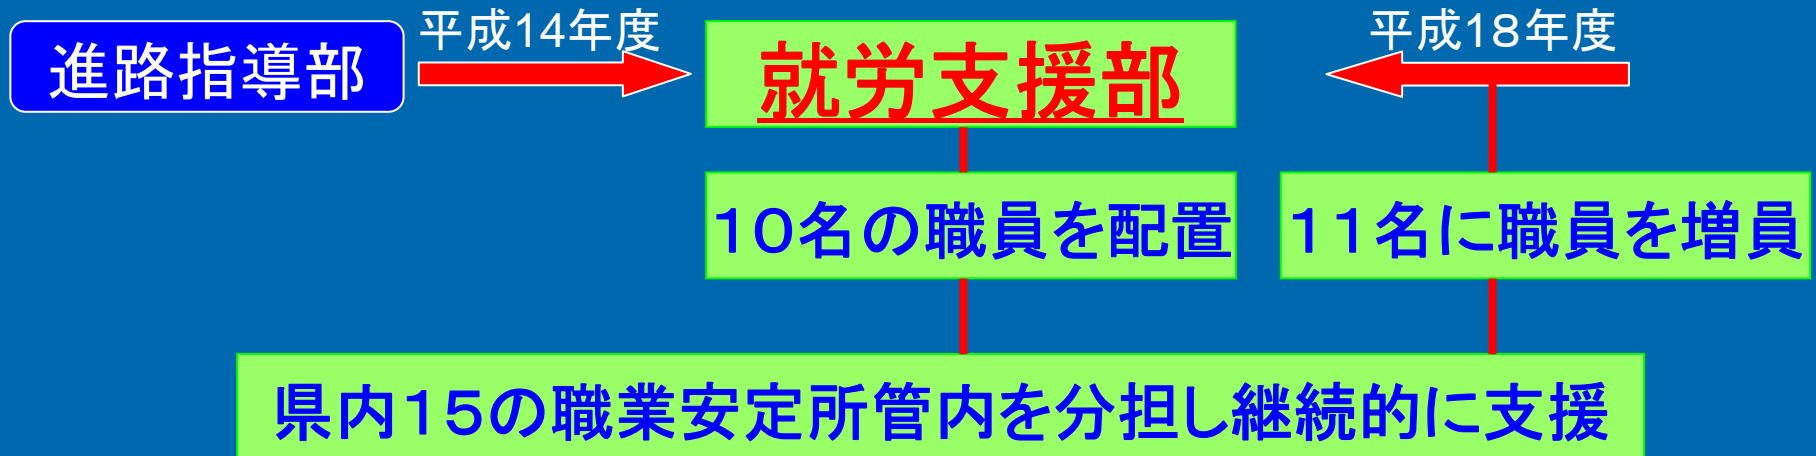 進路指導部
平成14年度
就労支援部
平成18年度
10名の職員を配置
11名に職員を増員
県内15の職業安定所管内を分担し継続的に支援